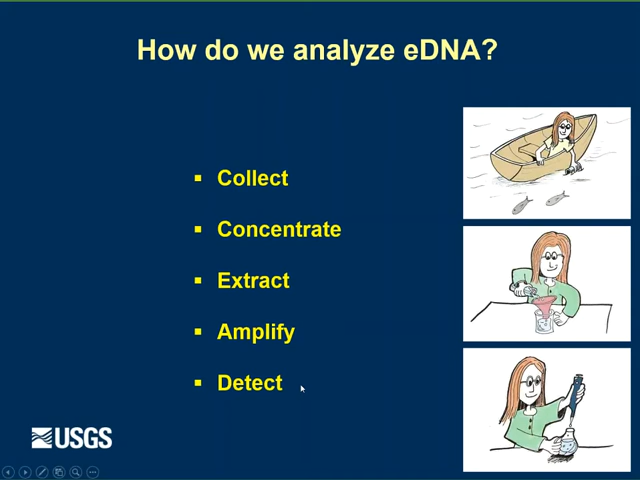 How do we analyze eDNA?
▪ Collect
▪ Concentrate
▪ Extract
▪ Amplify
▪ Detect
USGS